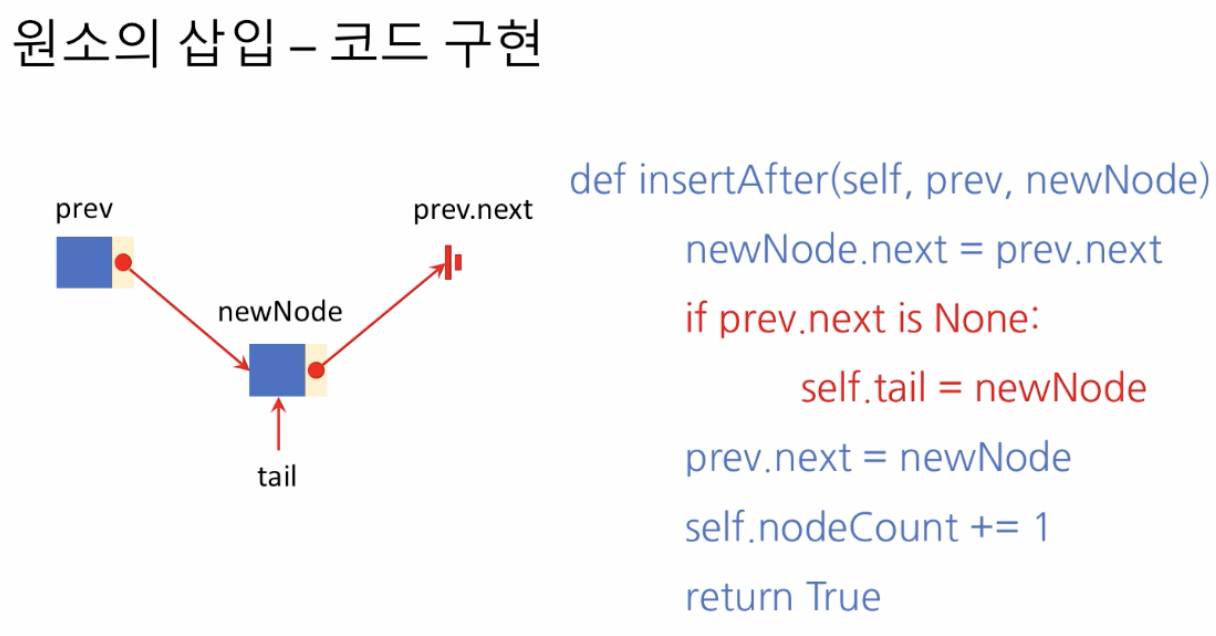 원소의 삽입 – 코드 구현
prev
prev.next
newNode
tail
def insertAfter(self, prev, newNode)
newNode.next = prev.next
if prev.next is None:
self.tail = newNode
prev.next = newNode
self.nodeCount += 1
return True